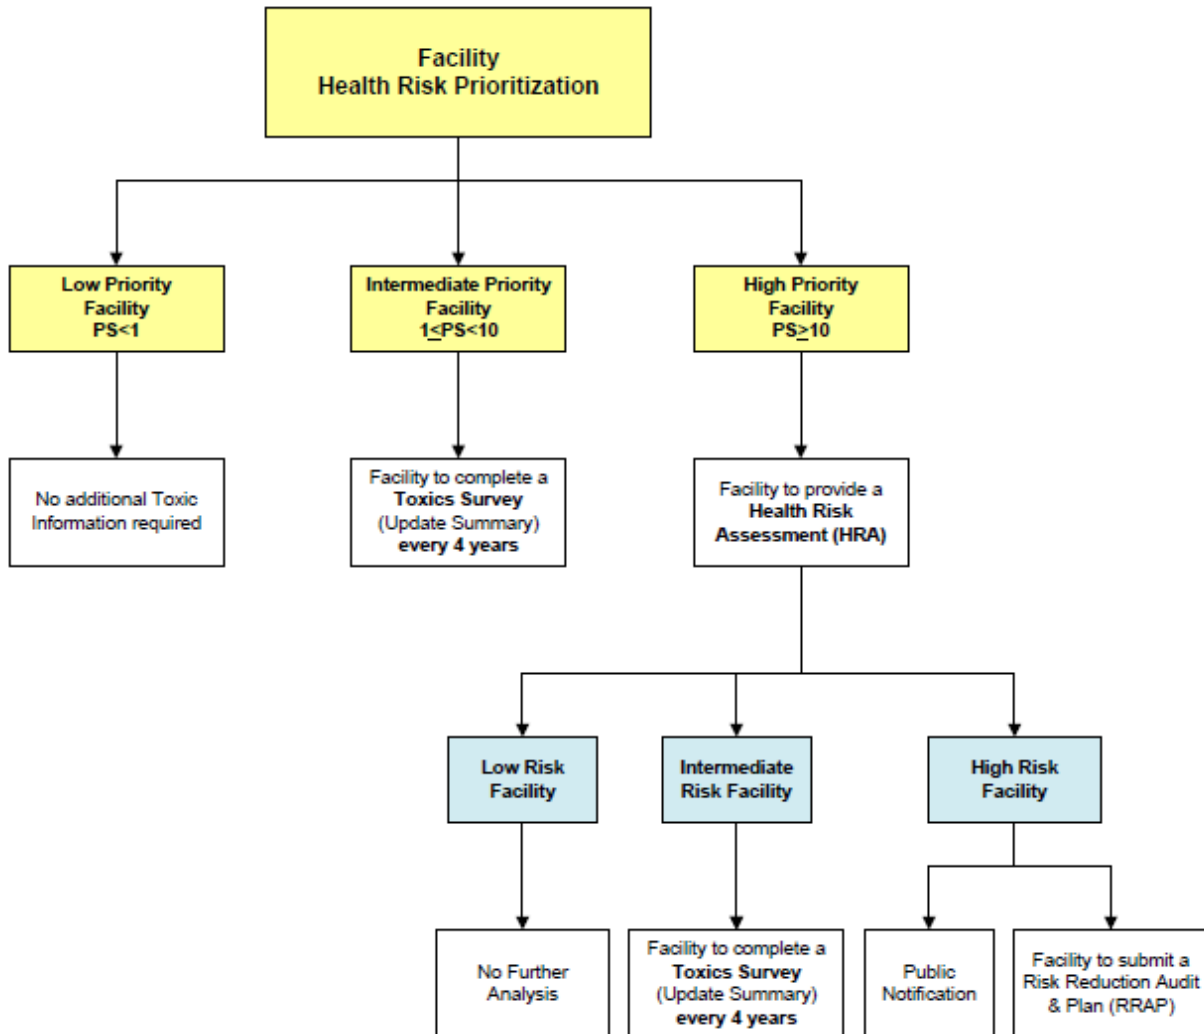 Facility
Health Risk Prioritization
Low Priority
Facility
PS<1
Intermediate Priority
Facility
1≤PS<10
High Priority
Facility
PS≥10
No additional Toxic
Information required
Facility to complete a
Toxics Survey
(Update Summary)
every 4 years
Facility to provide a
Health Risk
Assessment (HRA)
Low Risk
Facility
Intermediate
Risk Facility
High Risk
Facility
No Further
Analysis
Facility to complete a
Toxics Survey
(Update Summary)
every 4 years
Public
Notification
Facility to submit a
Risk Reduction Audit
& Plan (RRAP)